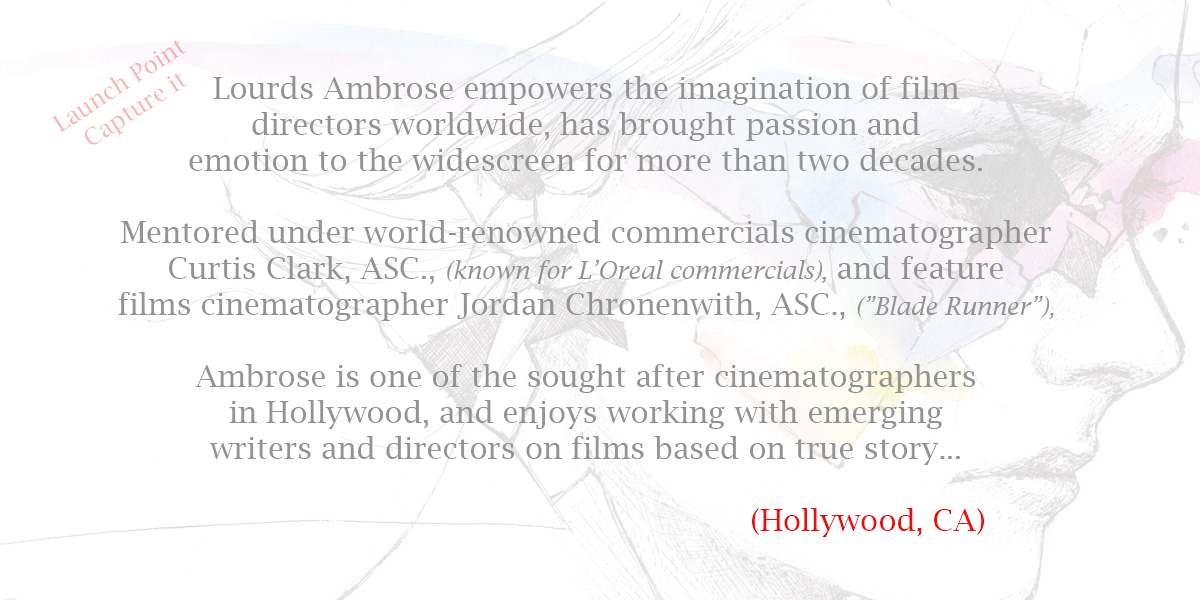 Launch Point
Capture it
Lourds Ambrose empowers the imagination of film
directors worldwide, has brought passion and
emotion to the widescreen for more than two decades.
Mentored under world-renowned commercials cinematographer
Curtis Clark, ASC., (known for L’Oreal commercials), and feature
films cinematographer Jordan Chronenwith, ASC., (”Blade Runner”),
Ambrose is one of the sought after cinematographers
in Hollywood, and enjoys working with emerging
writers and directors on films based on true story...
(Hollywood, CA)